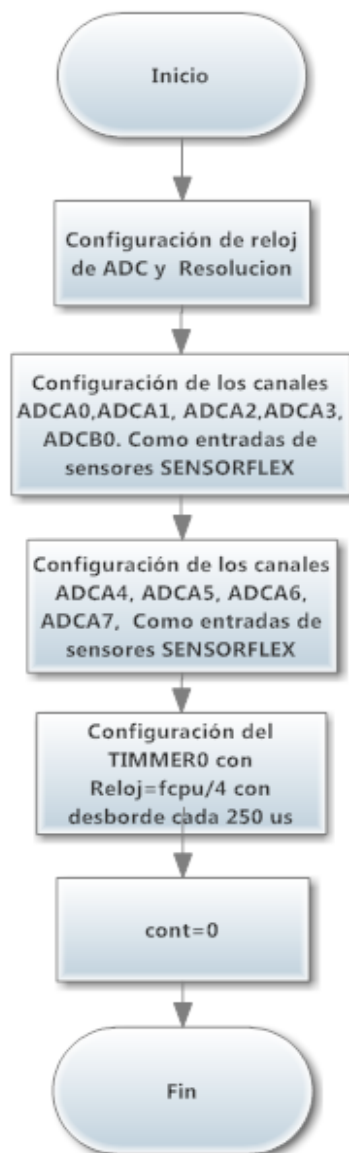 Inicio
Configuración de reloj
de ADC y Resolucion
Configuración de los canales
ADCA0,ADCA1, ADCA2,ADCA3,
ADCB0. Como entradas de
sensores SENSORFLEX
Configuración de los canales
ADCA4, ADCA5, ADCA6,
ADCA7, Como entradas de
sensores SENSORFLEX
Configuración del
TIMMER0 con
Reloj=fcpu/4 con
desborde cada 250 us
cont=0
Fin